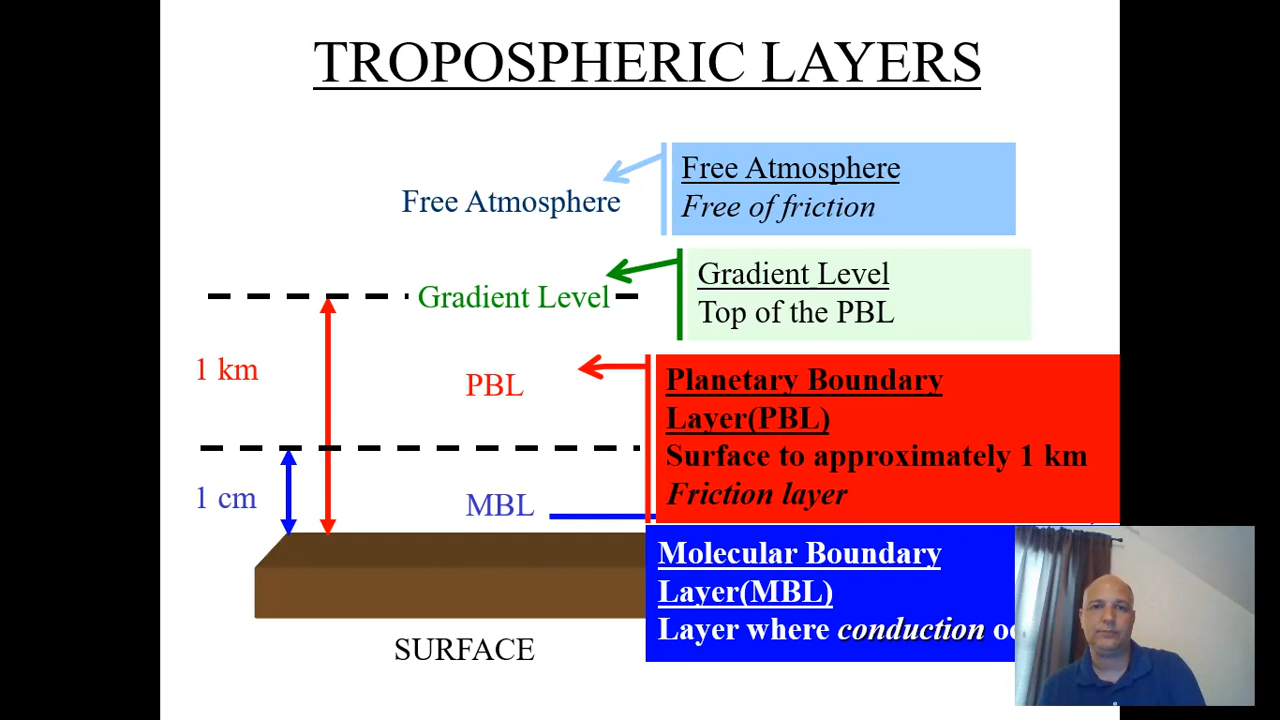 TROPOSPHERIC LAYERS
Free Atmosphere
Free of friction
Free Atmosphere
Gradient Level
Top of the PBL
Gradient Level
1 km
PBL
Planetary Boundary
Layer(PBL)
Surface to approximately 1 km
Friction layer
1 cm
MBL
Molecular Boundary
Layer(MBL)
Layer where conduction
SURFACE